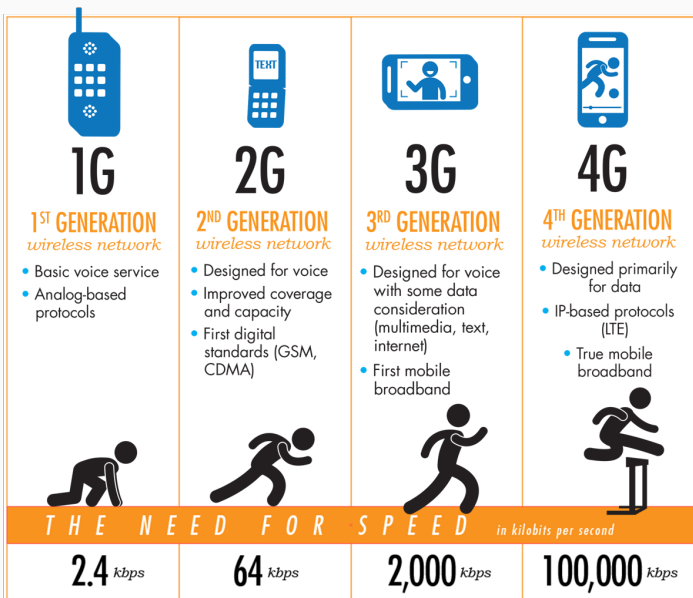 1G
1ST GENERATION
wireless network
• Basic voice service
• Analog-based
protocols
TEXT
2G
2ND GENERATION
wireless network
• Designed for voice
• Improved coverage
and capacity
• First digital
standards (GSM,
CDMA)
3G
3RD GENERATION
wireless network
• Designed for voice
with some data
consideration
(multimedia, text,
internet)
• First mobile
broadband
4G
4TH GENERATION
wireless network
• Designed primarily
for data
• IP-based protocols
(LTE)
• True mobile
broadband
THE NEED FOR SPEED in kilobits per second
2.4 kbps
64 kbps
2,000 kbps
100,000 kbps